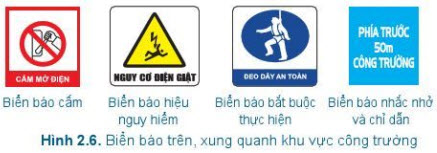 CẤM MỞ ĐIỆN
NGUY CƠ ĐIỆN GIẬT
ĐEO DÂY AN TOÀN
PHÍA TRƯỚC
50m
CÔNG TRƯỜNG
Biển báo cấm
Biển báo hiệu
nguy hiểm
Biển báo bắt buộc
thực hiện
Biển báo nhắc nhở
và chỉ dẫn
Hình 2.6. Biển báo trên, xung quanh khu vực công trường